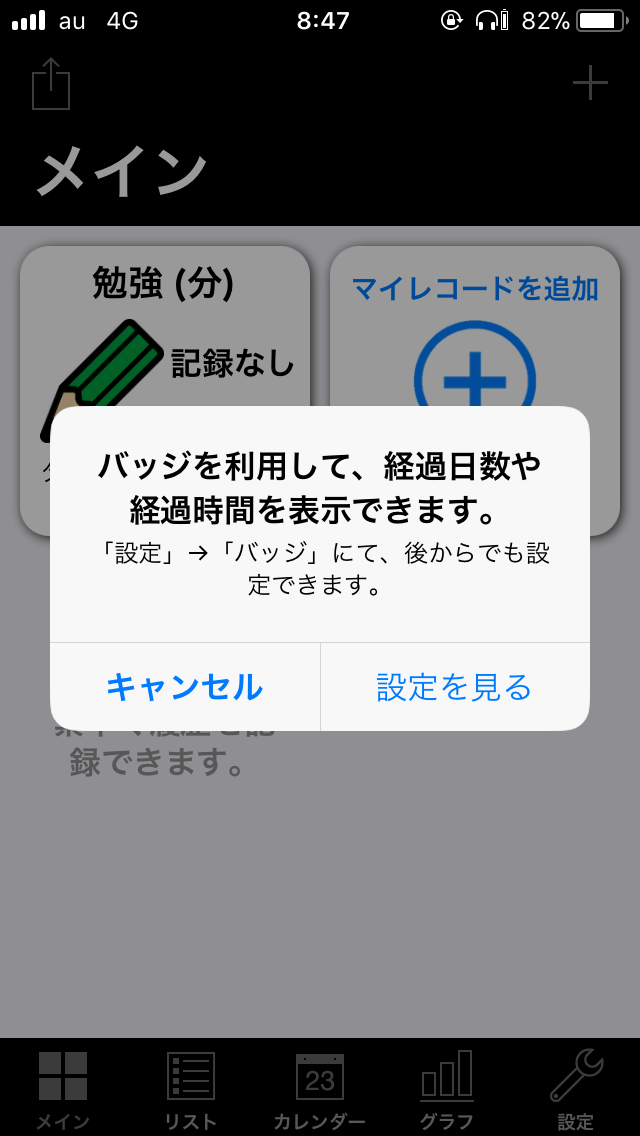 au 4G 8:47 82%
メイン
勉強 (分)
マイレコードを追加
記録なし
バッジを利用して、経過日数や
経過時間を表示できます。
「設定」→「バッジ」にて、後からでも設
定できます。
キャンセル 設定を見る
録できます。
23
メイン リスト カレンダー グラフ 設定